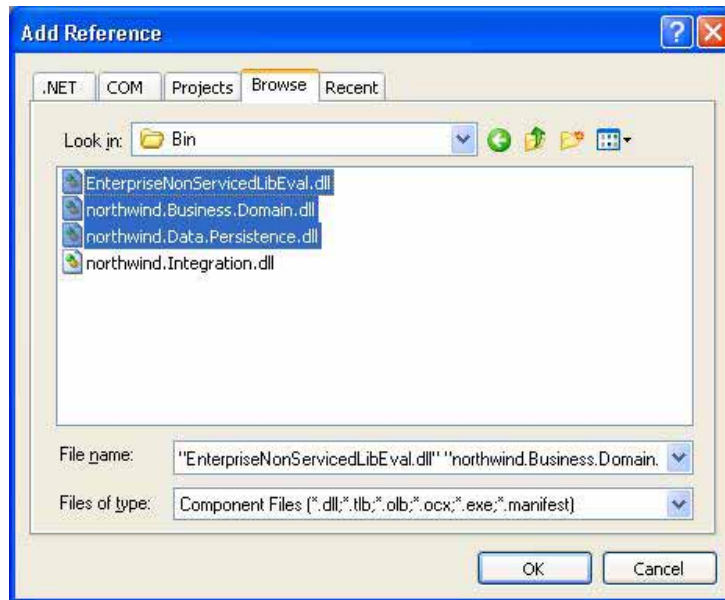 Add Reference
.NET COM Projects Browse Recent
Look in: Bin
EnterpriseNonServicedLibEval.dll
northwind.Business.Domain.dll
northwind.Data.Persistence.dll
northwind.Integration.dll
File name: "EnterpriseNonServicedLibEval.dll" "northwind.Business.Domain.
Files of type: Component Files (*.dll;*.tlb;*.olb;*.ocx;*.exe;*.manifest)
OK Cancel